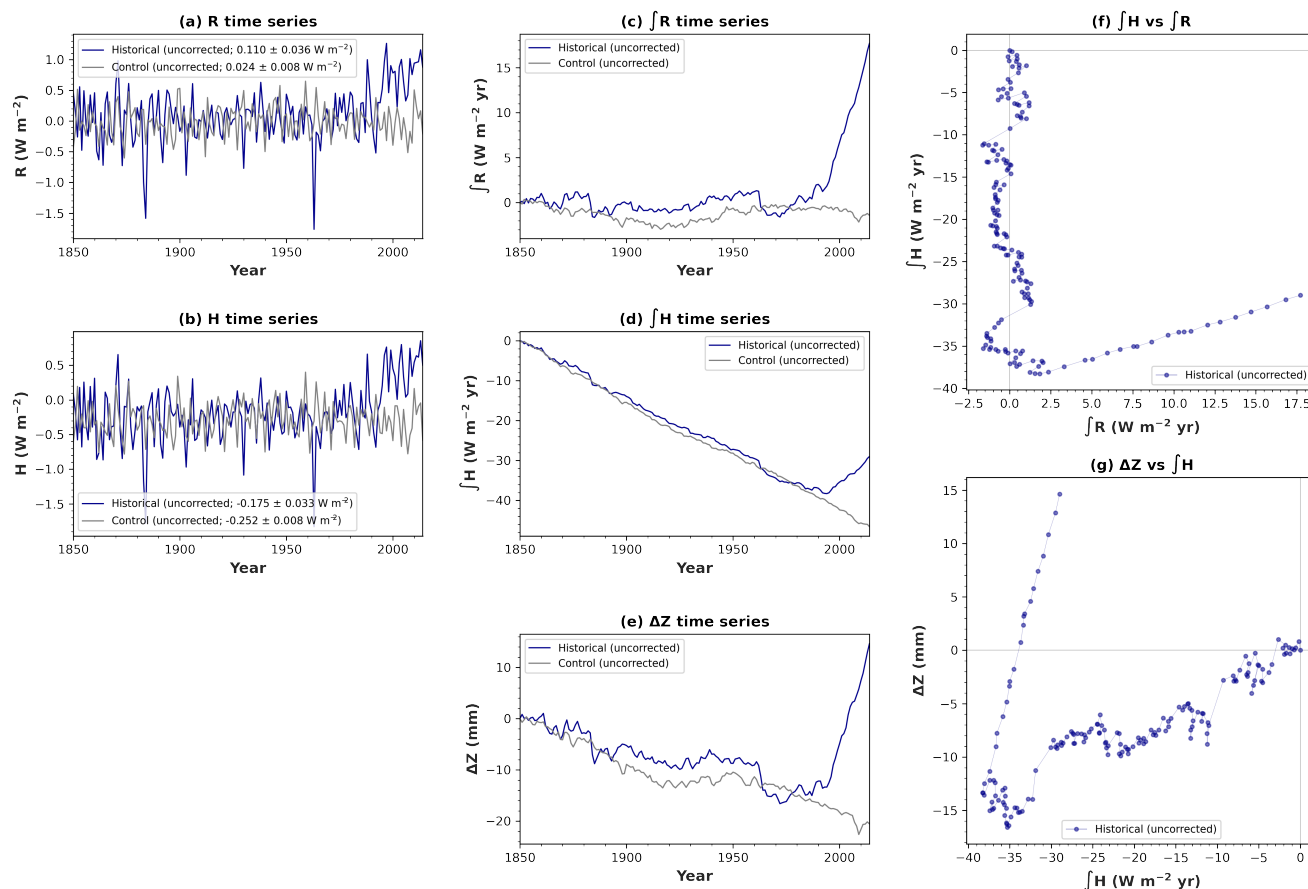 (a) R time series
Historical (uncorrected; 0.110 ± 0.036 W m⁻²)
Control (uncorrected; 0.024 ± 0.008 W m⁻²)
1.0
0.5
0.0
−0.5
−1.0
−1.5
R (W m⁻²)
1850
1900
1950
2000
Year
(b) H time series
0.5
0.0
−0.5
−1.0
−1.5
H (W m⁻²)
Historical (uncorrected; -0.175 ± 0.033 W m⁻²)
Control (uncorrected; -0.252 ± 0.008 W m⁻²)
1850
1900
1950
2000
Year
(c) ∫R time series
Historical (uncorrected)
Control (uncorrected)
15
10
5
0
∫R (W m⁻² yr)
1850
1900
1950
2000
Year
(d) ∫H time series
Historical (uncorrected)
Control (uncorrected)
0
−10
−20
−30
−40
∫H (W m⁻² yr)
1850
1900
1950
2000
Year
(e) ΔZ time series
Historical (uncorrected)
Control (uncorrected)
10
0
−10
−20
ΔZ (mm)
1850
1900
1950
2000
Year
(f) ∫H vs ∫R
0
−5
−10
−15
−20
−25
−30
−35
−40
∫H (W m⁻² yr)
Historical (uncorrected)
−2.5
0.0
2.5
5.0
7.5
10.0
12.5
15.0
17.5
∫R (W m⁻² yr)
(g) ΔZ vs ∫H
15
10
5
0
−5
−10
−15
ΔZ (mm)
Historical (uncorrected)
−40
−35
−30
−25
−20
−15
−10
−5
0
∫H (W m⁻² yr)